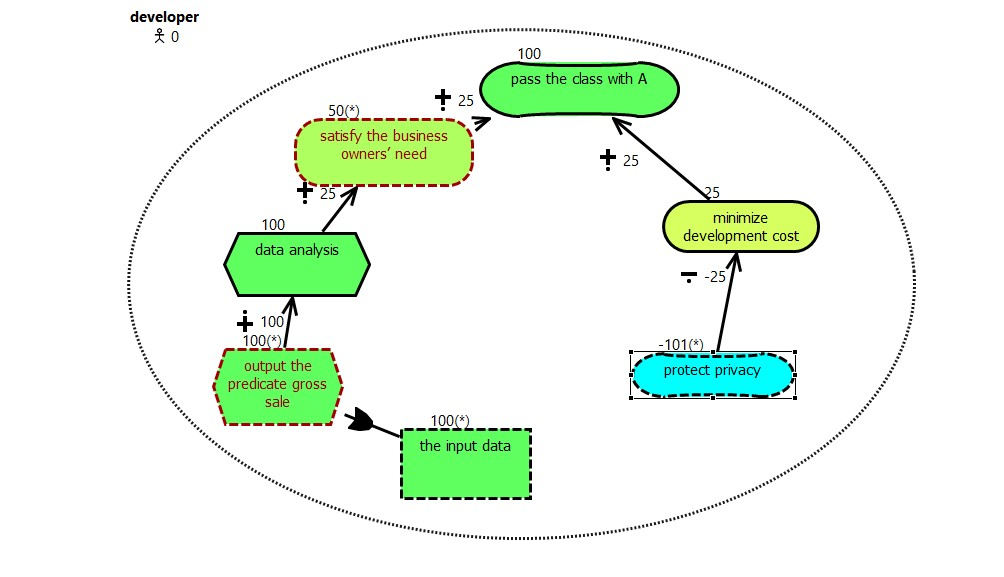 developer
0
100
pass the class with A
25
50(*)
satisfy the business
owners' need
25
25
25
minimize
development cost
100
data analysis
-25
100
100(*)
output the
predicate gross
sale
-101(*)
protect privacy
100(*)
the input data